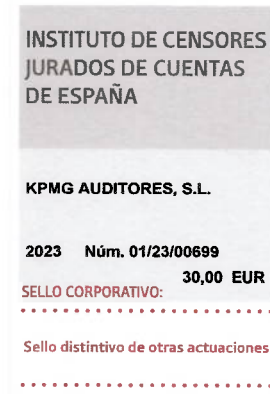 INSTITUTO DE CENSORES
JURADOS DE CUENTAS
DE ESPAÑA
KPMG AUDITORES, S.L.
2023 Núm. 01/23/00699
30,00 EUR
SELLO CORPORATIVO:
Sello distintivo de otras actuaciones